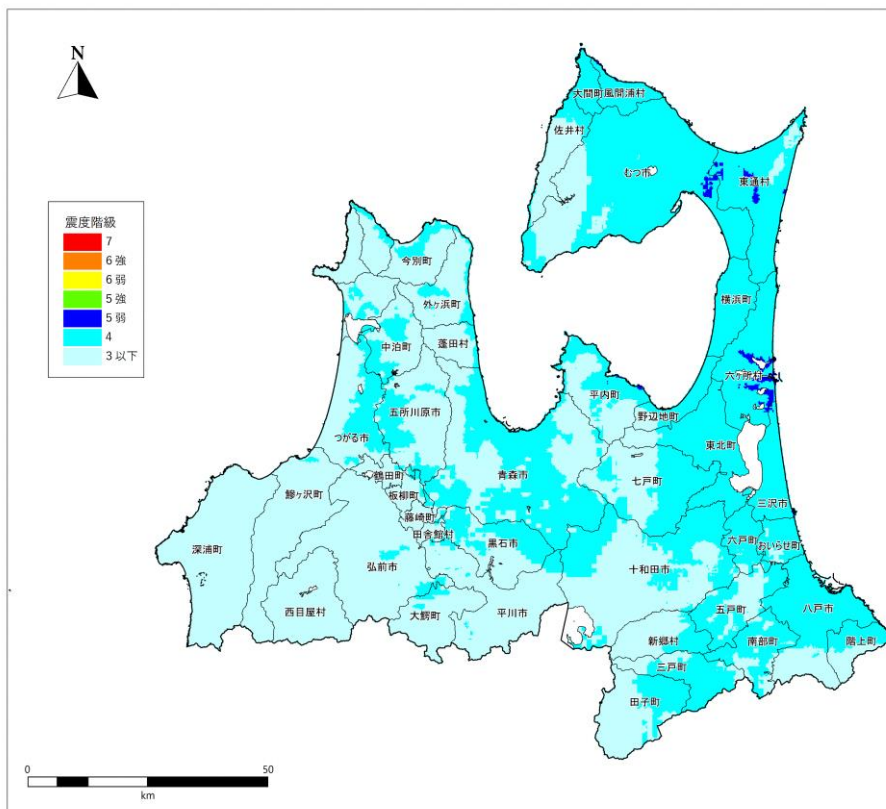 N
大間町
風間浦村
佐井村
むつ市
東通村
震度階級
7
6 強
6 弱
5 強
5 弱
4
3 以下
今別町
外ヶ浜町
横浜町
中泊町
蓬田村
六ヶ所村
平内町
五所川原市
野辺地町
つがる市
東北町
鶴田町
青森市
七戸町
鰺ヶ沢町
板柳町
三沢市
藤崎町
田舎館村
六戸町
おいらせ町
深浦町
黒石市
弘前市
十和田市
西目屋村
大鰐町
平川市
五戸町
八戸市
新郷村
南部町
階上町
三戸町
田子町
0
50
km